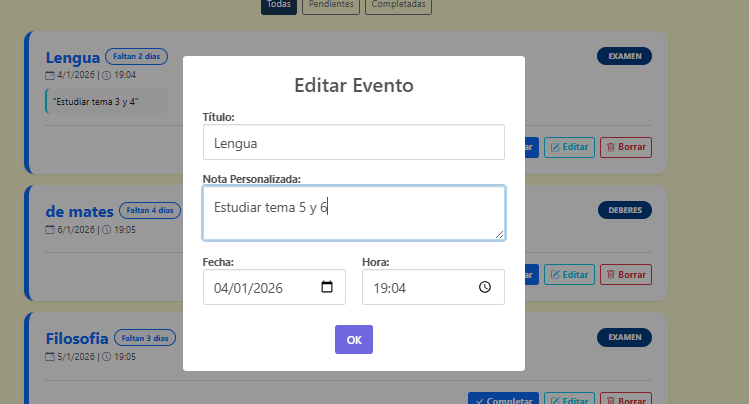 Todas Pendientes Completadas
Lengua Faltan 2 días EXAMEN
4/1/2026 | 19:04
"Estudiar tema 3 y 4"
ar Editar Borrar
Editar Evento
Título:
Lengua
Nota Personalizada:
Estudiar tema 5 y 6
Fecha: Hora:
04/01/2026 19:04
OK
de mates Faltan 4 días DEBERES
6/1/2026 | 19:05
ar Editar Borrar
Filosofia Faltan 3 días EXAMEN
5/1/2026 | 19:05
Completar Editar Borrar